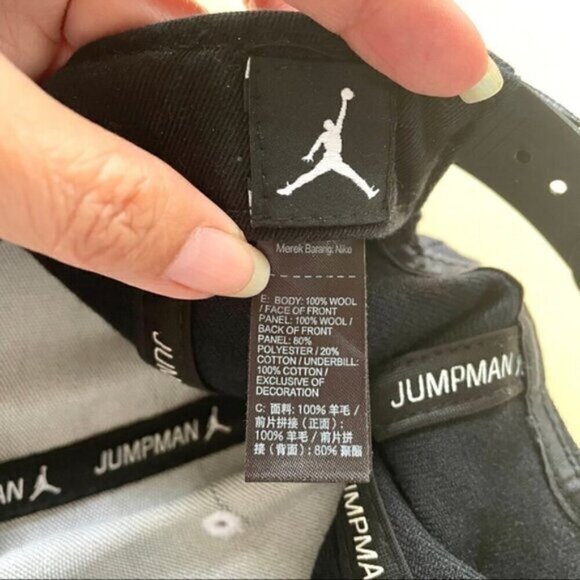 Merek Barang: Nike
E: BODY: 100% WOOL
/ FACE OF FRONT
PANEL: 100% WOOL /
BACK OF FRONT
PANEL: 80%
POLYESTER / 20%
COTTON / UNDERBILL:
100% COTTON /
EXCLUSIVE OF
DECORATION
C: 面料: 100% 羊毛 /
前片拼接（正面）:
100% 羊毛 / 前片拼
接（背面）: 80% 聚酯
JUMPMAN
JUM
JUMPMAN
AN
JUMPMAN